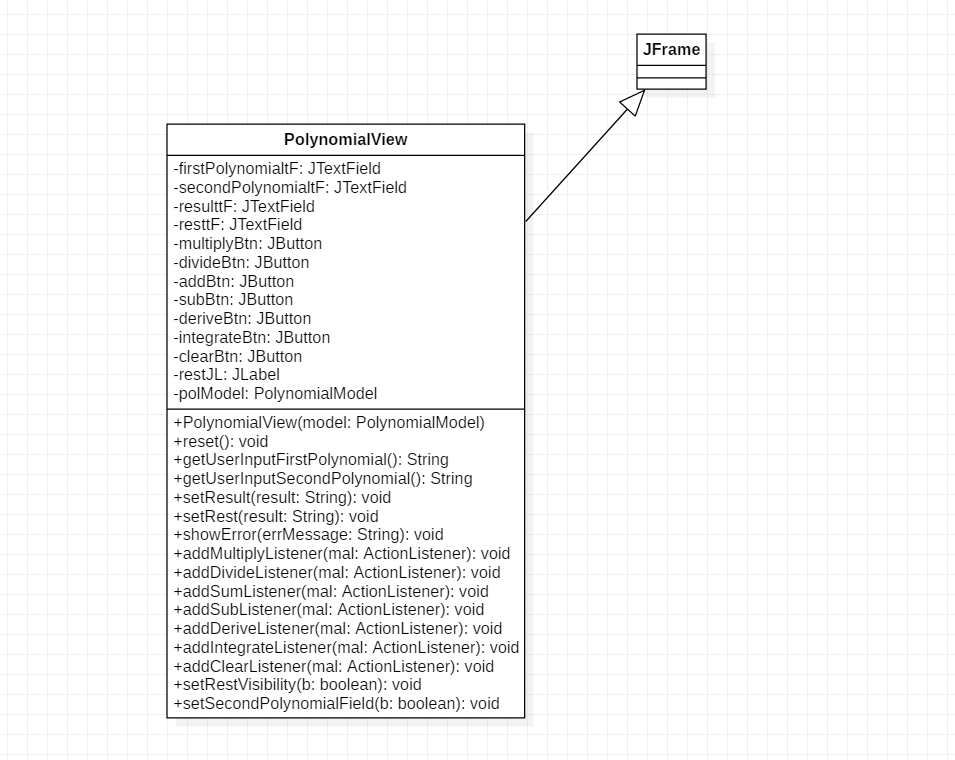 JFrame
PolynomialView
-firstPolynomialtF: JTextField
-secondPolynomialtF: JTextField
-resulttF: JTextField
-resttF: JTextField
-multiplyBtn: JButton
-divideBtn: JButton
-addBtn: JButton
-subBtn: JButton
-deriveBtn: JButton
-integrateBtn: JButton
-clearBtn: JButton
-restJL: JLabel
-polModel: PolynomialModel
+PolynomialView(model: PolynomialModel)
+reset(): void
+getUserInputFirstPolynomial(): String
+getUserInputSecondPolynomial(): String
+setResult(result: String): void
+setRest(result: String): void
+showError(errMessage: String): void
+addMultiplyListener(mal: ActionListener): void
+addDivideListener(mal: ActionListener): void
+addSumListener(mal: ActionListener): void
+addSubListener(mal: ActionListener): void
+addDeriveListener(mal: ActionListener): void
+addIntegrateListener(mal: ActionListener): void
+addClearListener(mal: ActionListener): void
+setRestVisibility(b: boolean): void
+setSecondPolynomialField(b: boolean): void